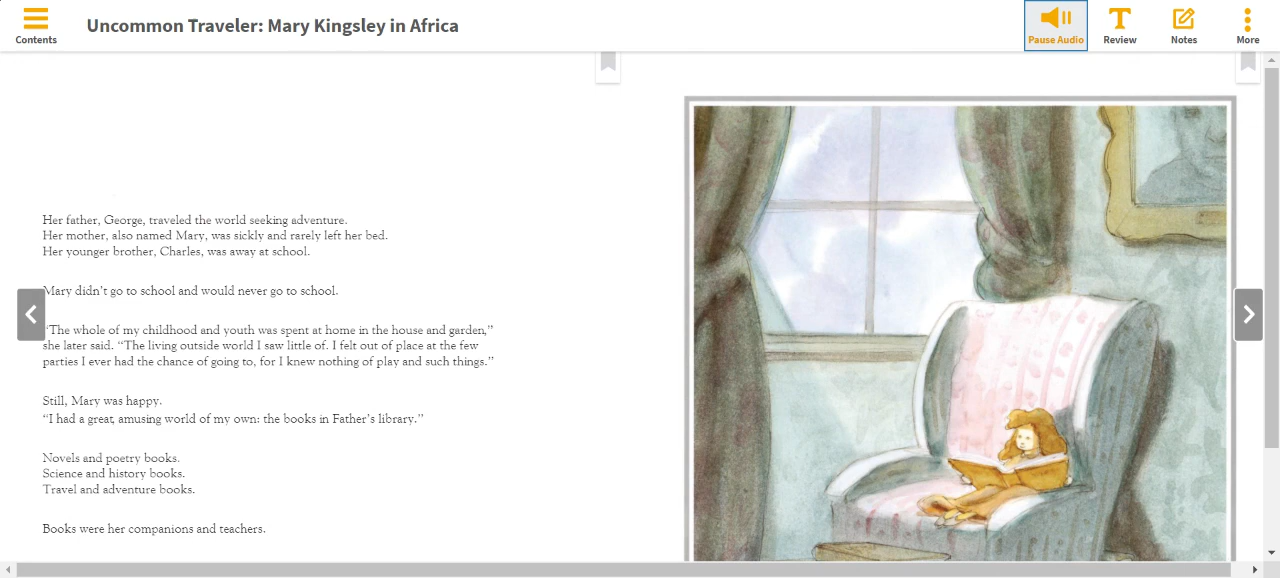 Contents
Uncommon Traveler: Mary Kingsley in Africa
Pause Audio
Review
Notes
More
Her father, George, traveled the world seeking adventure.
Her mother, also named Mary, was sickly and rarely left her bed.
Her younger brother, Charles, was away at school.
Mary didn't go to school and would never go to school.
"The whole of my childhood and youth was spent at home in the house and garden,"
she later said. "The living outside world I saw little of. I felt out of place at the few
parties I ever had the chance of going to, for I knew nothing of play and such things."
Still, Mary was happy.
"I had a great, amusing world of my own: the books in Father's library."
Novels and poetry books.
Science and history books.
Travel and adventure books.
Books were her companions and teachers.